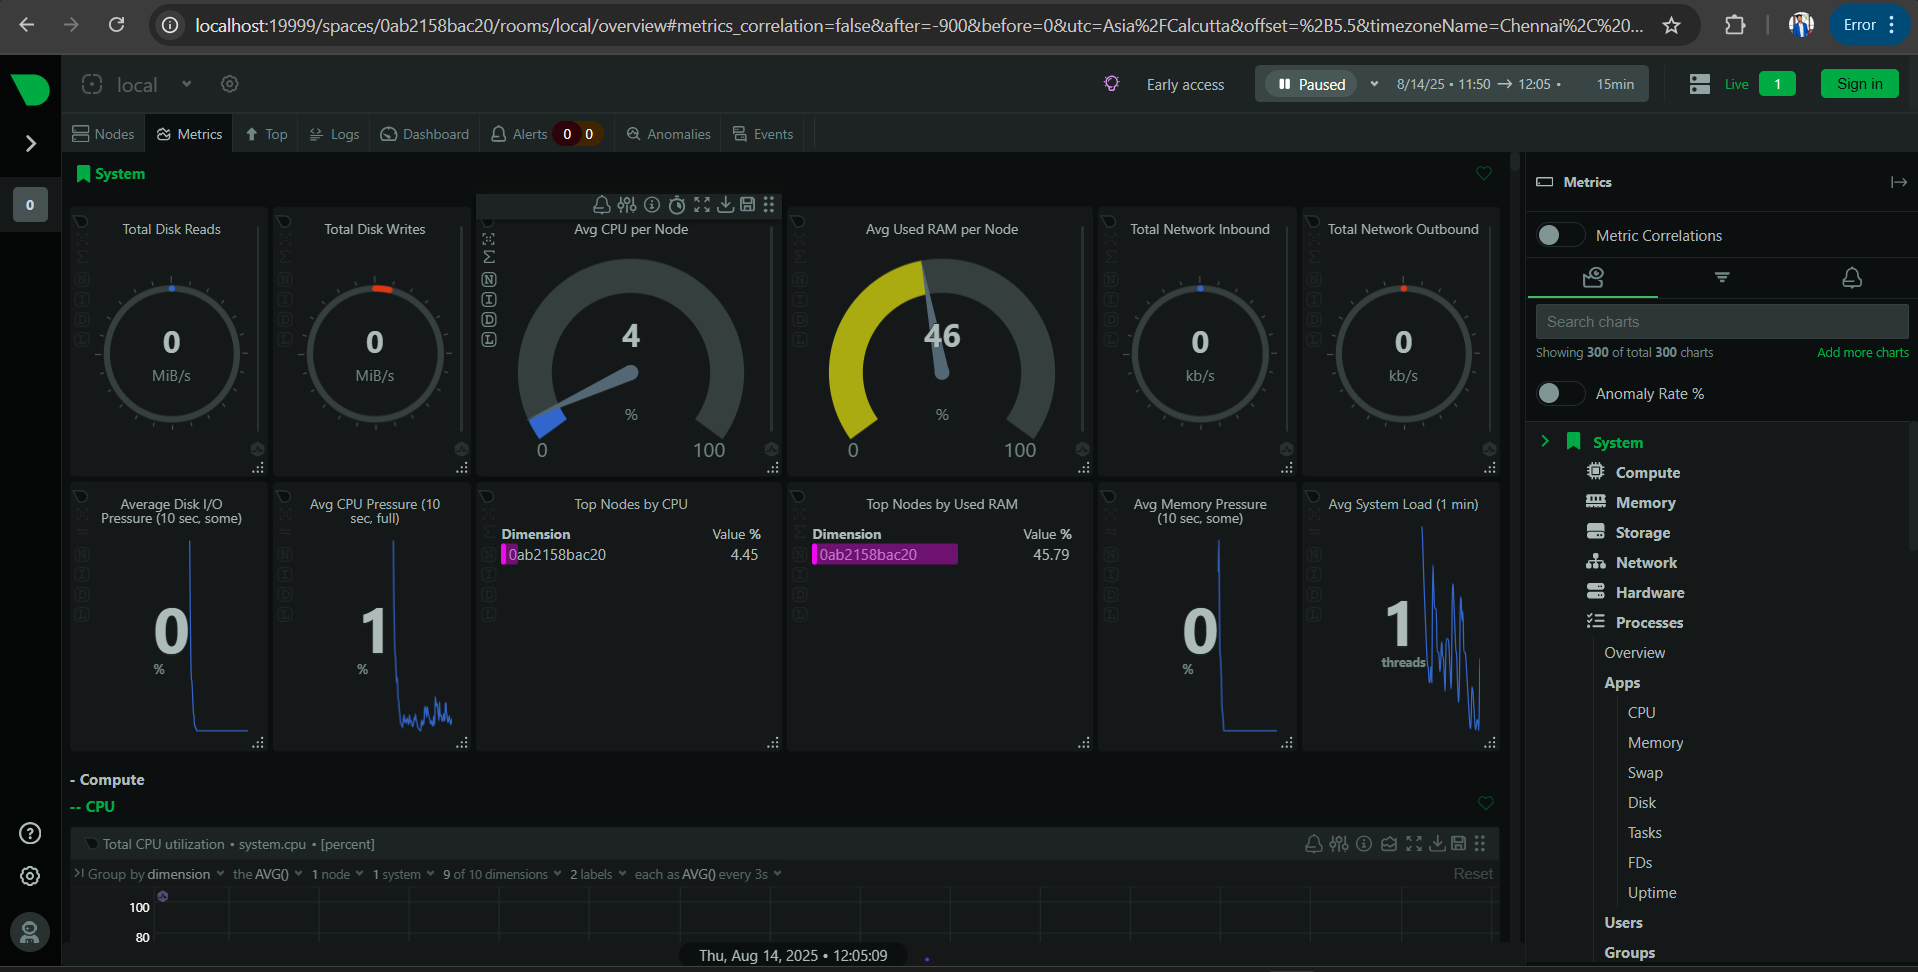 localhost:19999/spaces/0ab2158bac20/rooms/local/overview#metrics_correlation=false&after=-900&before=0&utc=Asia%2FCalcutta&offset=%2B5.5&timezoneName=Chennai%2C%20...
Error
local
Early access
Paused
8/14/25 • 11:50 → 12:05 •
15min
Live
1
Sign in
Nodes
Metrics
Top
Logs
Dashboard
Alerts
0
0
Anomalies
Events
0
System
Total Disk Reads
0
MiB/s
Total Disk Writes
0
MiB/s
Avg CPU per Node
N
I
D
L
4
%
0
100
Avg Used RAM per Node
46
%
0
100
Total Network Inbound
0
kb/s
Total Network Outbound
0
kb/s
Average Disk I/O
Pressure (10 sec, some)
0
%
Avg CPU Pressure (10
sec, full)
1
%
Top Nodes by CPU
Dimension Value %
0ab2158bac20 4.45
Top Nodes by Used RAM
Dimension Value %
0ab2158bac20 45.79
Avg Memory Pressure
(10 sec, some)
0
%
Avg System Load (1 min)
1
threads
- Compute
-- CPU
Total CPU utilization • system.cpu • [percent]
Group by dimension the AVG() 1 node 1 system 9 of 10 dimensions 2 labels each as AVG() every 3s
Reset
100
80
Thu, Aug 14, 2025 • 12:05:09
Metrics
Metric Correlations
Search charts
Showing 300 of total 300 charts
Add more charts
Anomaly Rate %
System
Compute
Memory
Storage
Network
Hardware
Processes
Overview
Apps
CPU
Memory
Swap
Disk
Tasks
FDs
Uptime
Users
Groups